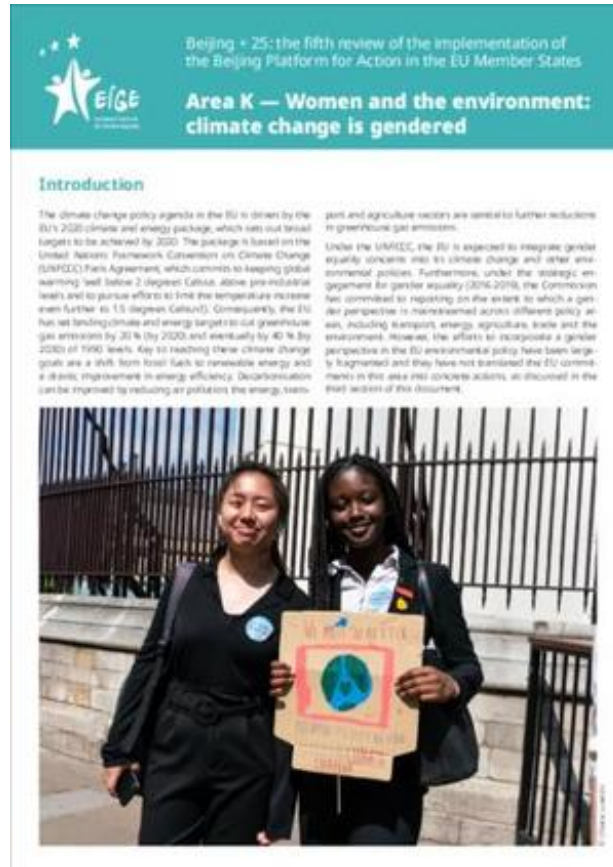 Beijing + 25: the fifth review of the implementation of
the Beijing Platform for Action in the EU Member States
EIGE
Area K — Women and the environment:
climate change is gendered
Introduction
The climate change policy agenda in the EU is driven by the
EU's 2020 climate and energy package, which sets out broad
targets to be achieved by 2020. The package is based on the
United Nations Framework Convention on Climate Change
(UNFCCC) Paris Agreement, which commits to keeping global
warming 'well below 2 degrees Celsius above pre-industrial
levels and to pursue efforts to limit the temperature increase
even further to 1.5 degrees Celsius'. Consequently, the EU
has set binding climate and energy targets to cut greenhouse
gas emissions by 20 % (by 2020) and eventually by 40 % (by
2030) of 1990 levels. Key to reaching these climate change
goals are a shift from fossil fuels to renewable energy and
a drastic improvement in energy efficiency. Decarbonisation
can be improved by reducing air pollution; the energy, trans-
port and agriculture sectors are central to further reductions
in greenhouse gas emissions.
Under the UNFCCC, the EU is expected to integrate gender
equality concerns into its climate change and other envi-
ronmental policies. Furthermore, under the strategic en-
gagement for gender equality (2016-2019), the Commission
has committed to reporting on the extent to which a gen-
der perspective is mainstreamed across different policy ar-
eas, including transport, energy, agriculture, trade and the
environment. However, the efforts to incorporate a gender
perspective in the EU environmental policy have been large-
ly fragmented and they have not translated the EU commit-
ments in this area into concrete actions, as discussed in the
third section of this document.